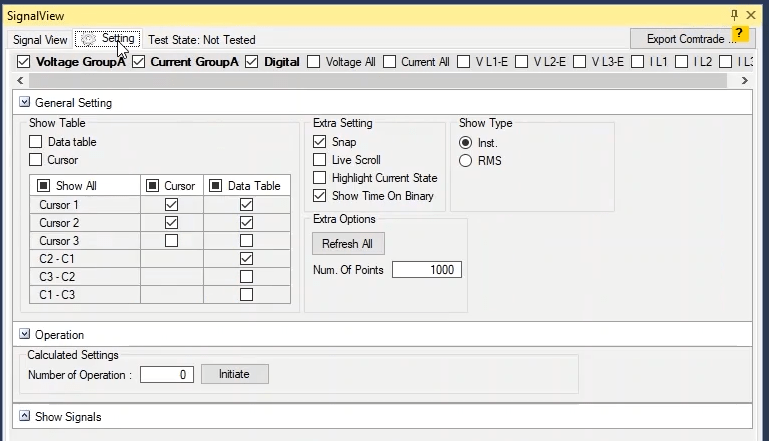 SignalView
Signal View Setting Test State: Not Tested Export Comtrade ... ?
Voltage GroupA Current GroupA Digital Voltage All Current All V L1-E V L2-E V L3-E I L1 I L2 I L3
General Setting
Show Table Extra Setting Show Type
Data table Snap Inst.
Cursor Live Scroll RMS
Highlight Current State
Show All Cursor Data Table
Show Time On Binary
Cursor 1
Cursor 2 Extra Options
Cursor 3 Refresh All
C2 - C1
C3 - C2 Num. Of Points 1000
C1 - C3
Operation
Calculated Settings
Number of Operation : 0 Initiate
Show Signals